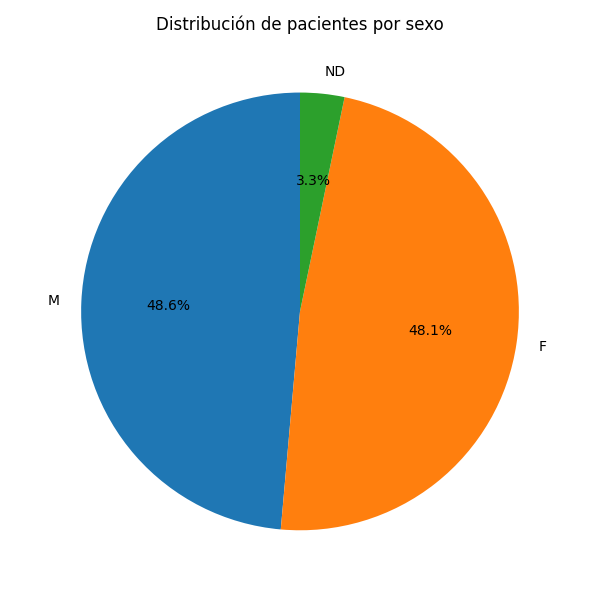 Distribución de pacientes por sexo
ND
3.3%
M
48.6%
48.1%
F